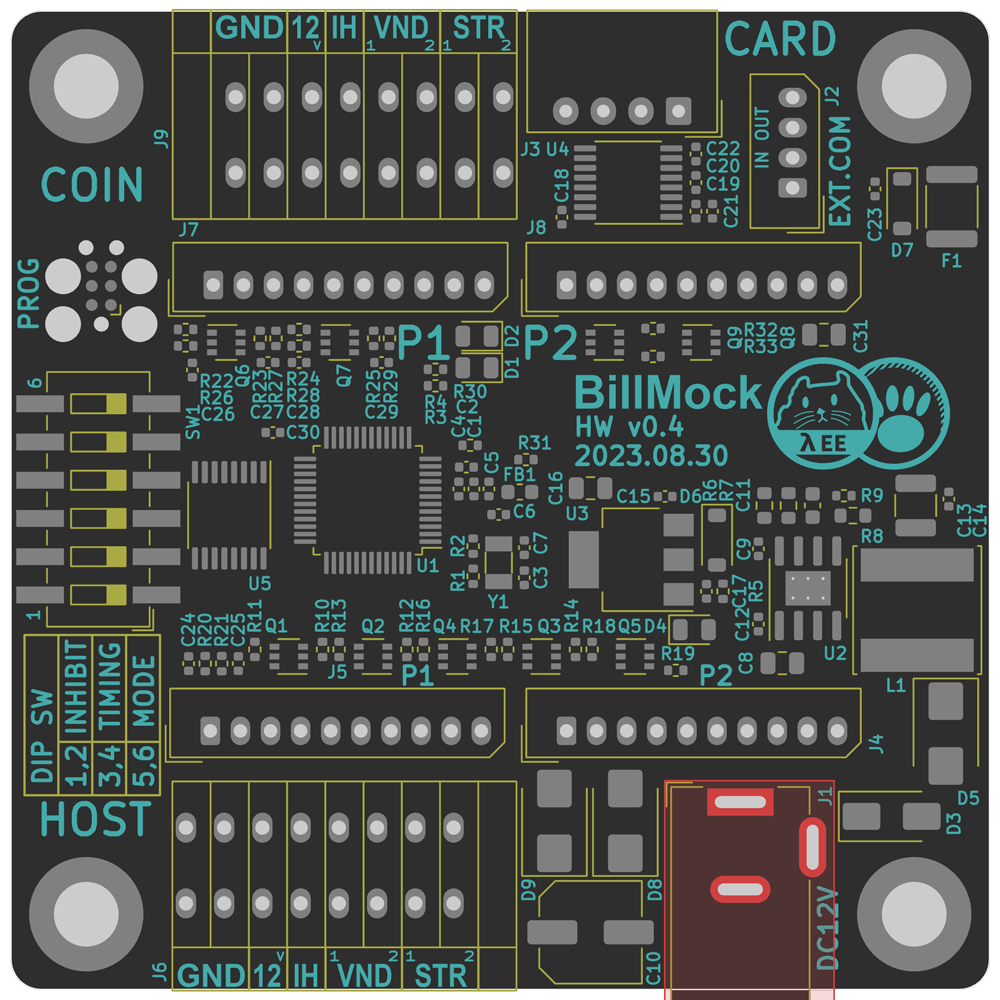 GND 12V IH VND STR
1 2 1 2
CARD
J9
J2
IN OUT
EXT.COM
COIN
J3 U4
C22
C20
C19
C18
C21
C23
D7
F1
J7
J8
PROG
P1
D2
D1
P2
Q9
R32
R33
Q8
C31
Q6
Q7
R22
R26
C26
R23
R27
C27
R24
R28
C28
R25
R29
C29
R30
R4
R3
C2
C4
C1
6
SW1
C30
BillMock
HW v0.4
2023.08.30
λ EE
R31
C5
FB1
C6
C16
U3
C15
D6
R6
R7
C11
R9
R8
C13
C14
U1
U5
R2
R1
C7
C3
Y1
C9
C17
R5
C12
U2
C8
L1
1
C24
R20
R21
C25
R11
Q1
R10
R13
Q2
R12
R16
Q4
R17
R15
Q3
R14
R18
Q5
D4
R19
J5
P1
P2
DIP SW
1,2 INHIBIT
3,4 TIMING
5,6 MODE
J4
D5
D3
HOST
J1
D9
D8
C10
DC12V
J6
1 2 1 2
GND 12V IH VND STR